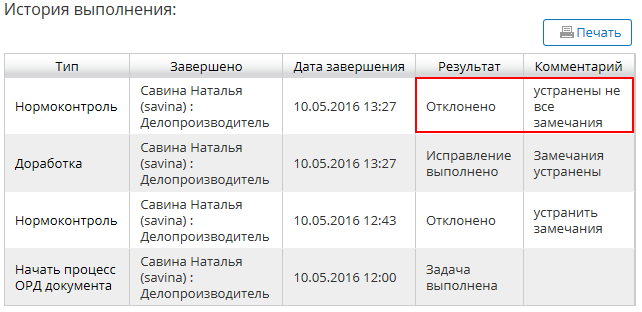 История выполнения:
Печать
Тип Завершено Дата завершения Результат Комментарий
Нормоконтроль
Савина Наталья
(savina) :
Делопроизводитель
10.05.2016 13:27
Отклонено
устранены не
все
замечания
Доработка
Савина Наталья
(savina) :
Делопроизводитель
10.05.2016 13:27
Исправление
выполнено
Замечания
устранены
Нормоконтроль
Савина Наталья
(savina) :
Делопроизводитель
10.05.2016 12:43
Отклонено
устранить
замечания
Начать процесс
ОРД документа
Савина Наталья
(savina) :
Делопроизводитель
10.05.2016 12:00
Задача
выполнена